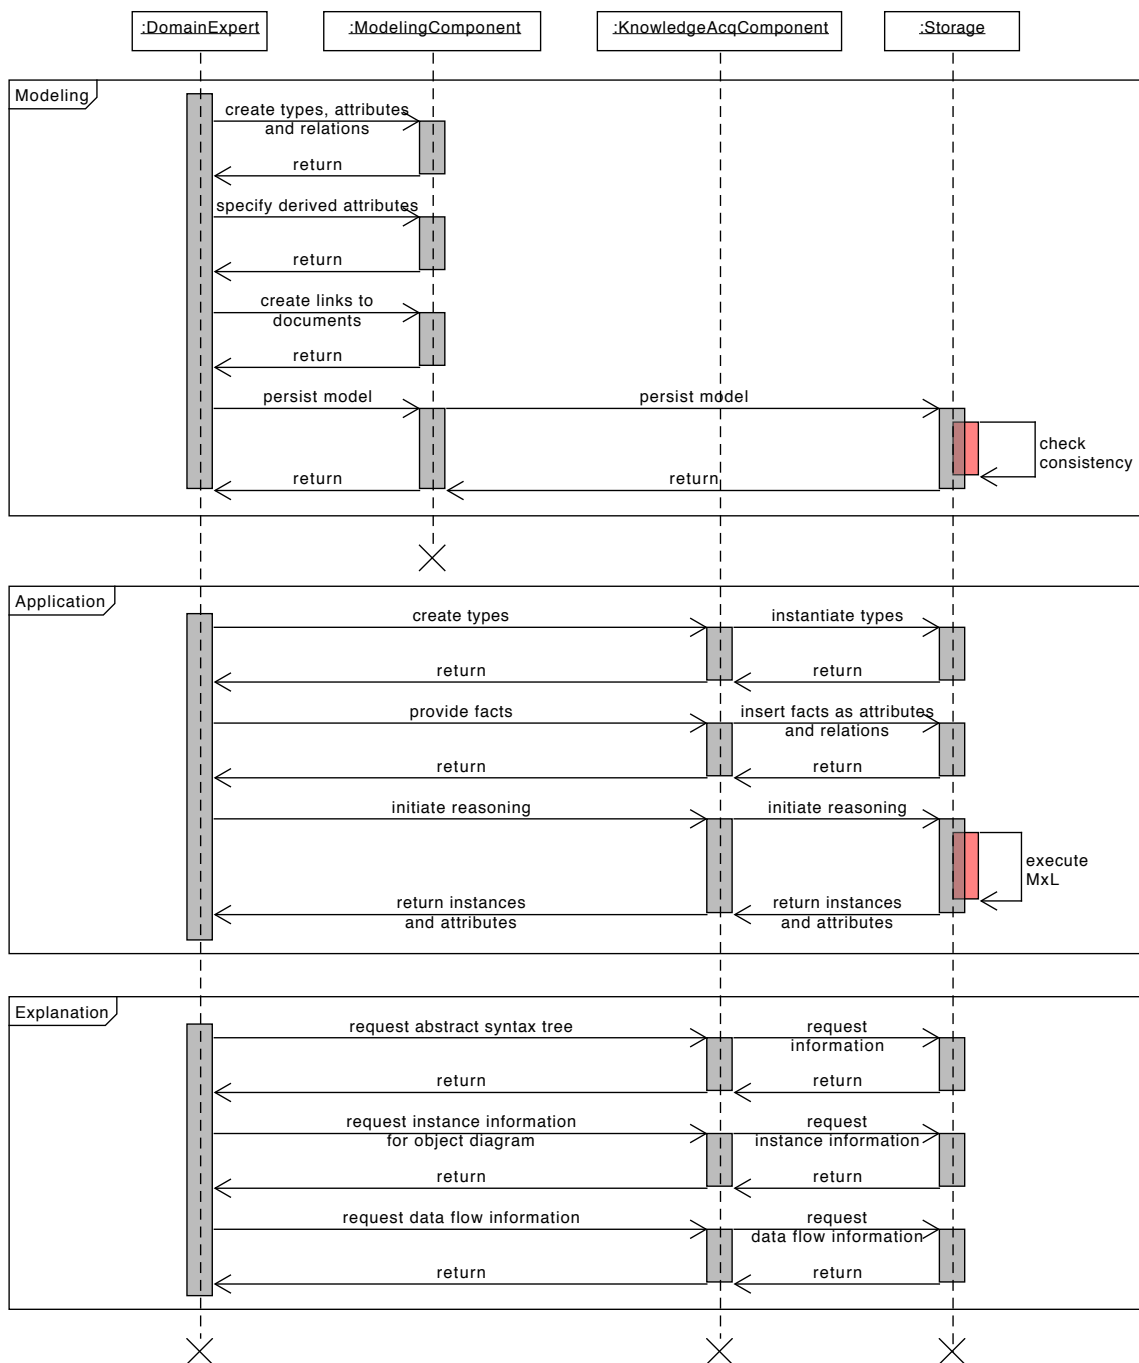 :DomainExpert
:ModelingComponent
:KnowledgeAcqComponent
:Storage
Modeling
create types, attributes
and relations
return
specify derived attributes
return
create links to
documents
return
persist model
persist model
check
consistency
return
return
Application
create types
instantiate types
return
return
provide facts
insert facts as attributes
and relations
return
return
initiate reasoning
initiate reasoning
execute
MxL
return instances
and attributes
return instances
and attributes
Explanation
request abstract syntax tree
request
information
return
return
request instance information
for object diagram
request
instance information
return
return
request data flow information
request
data flow information
return
return